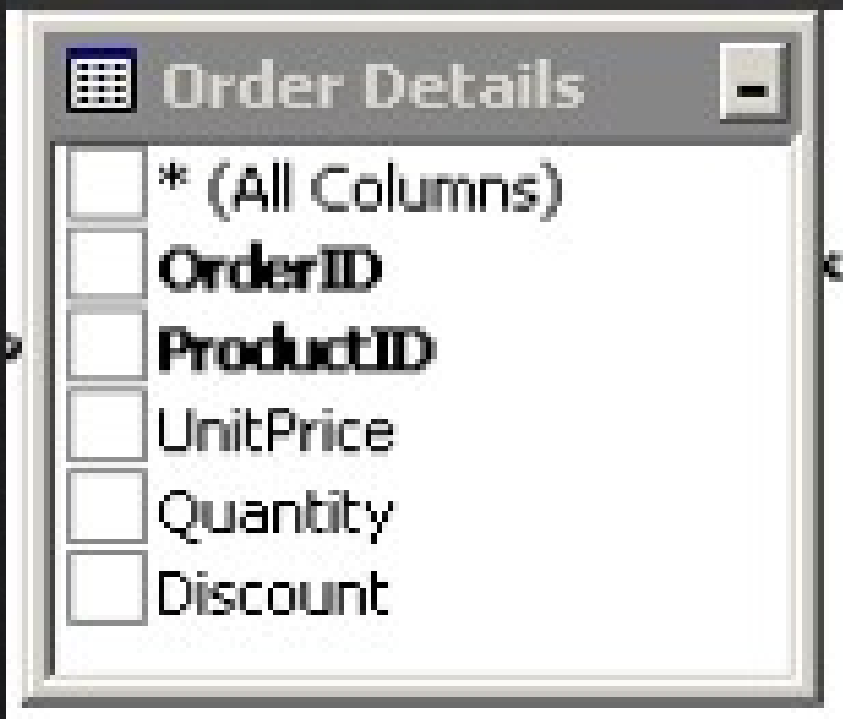 Order Details
* (All Columns)
OrderID
ProductID
UnitPrice
Quantity
Discount